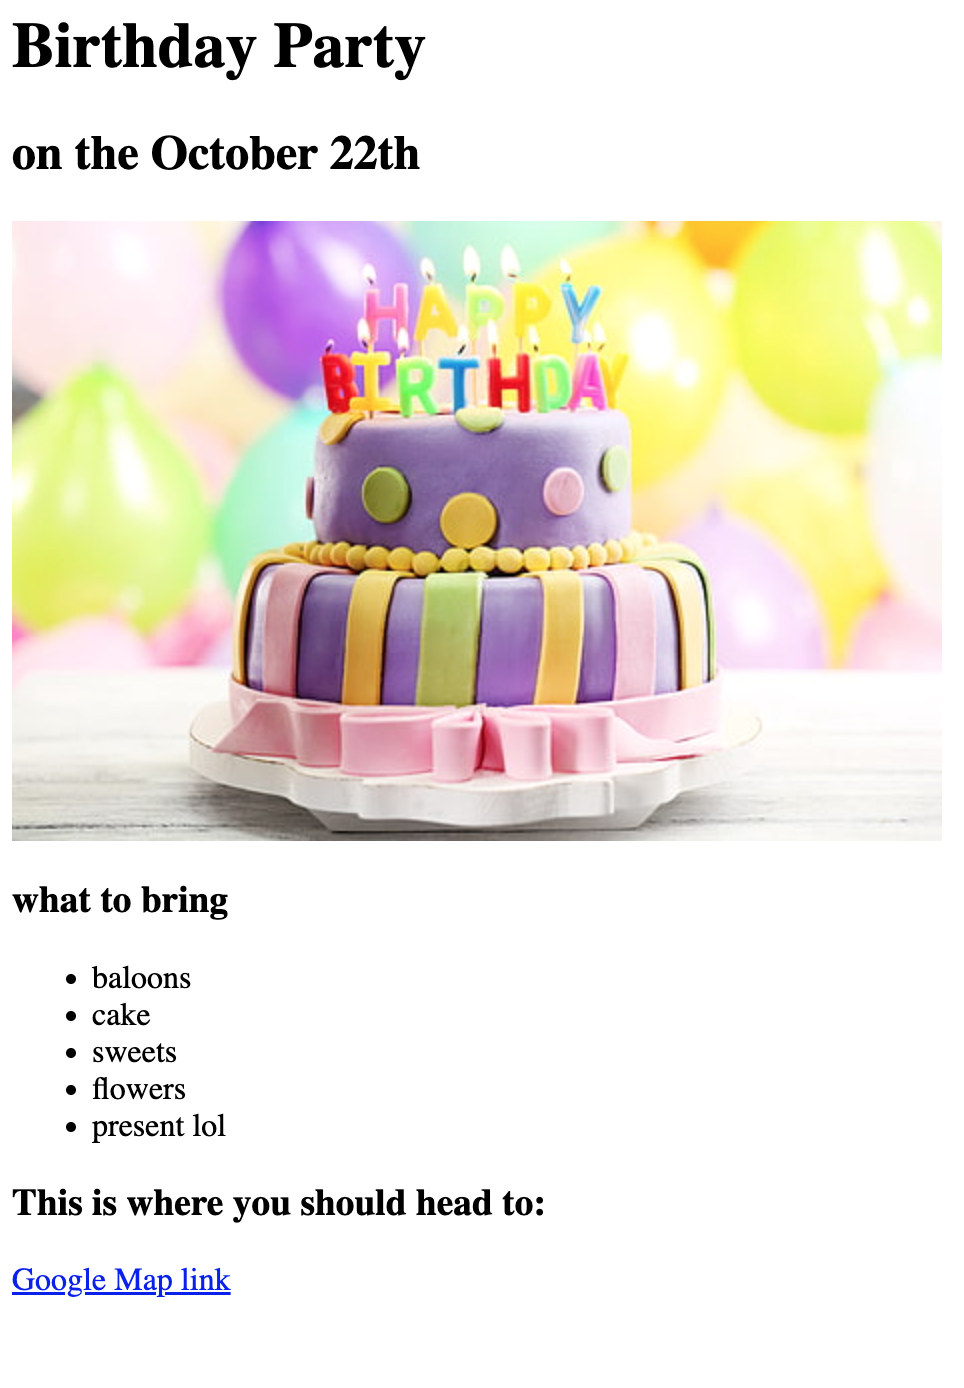 Birthday Party
on the October 22th
HAPPY
BIRTHDAY
what to bring
baloons
cake
sweets
flowers
present lol
This is where you should head to:
Google Map link